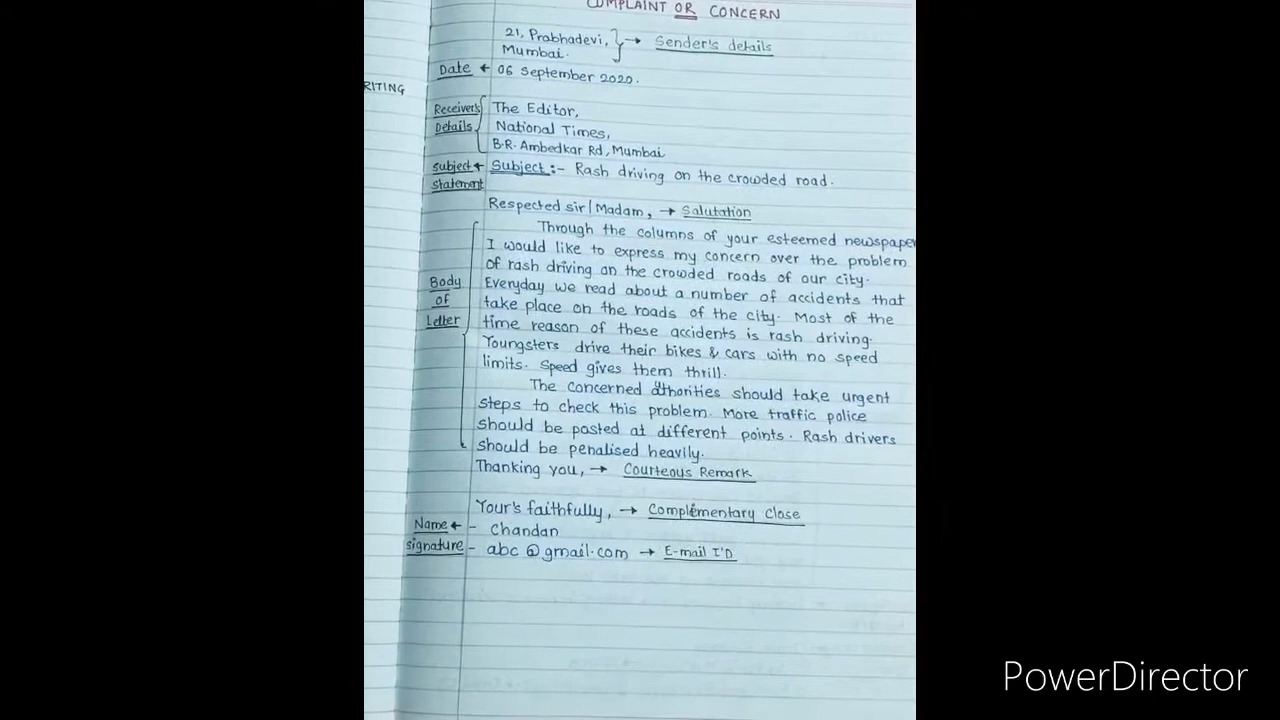 COMPLAINT OR CONCERN
21, Prabhadevi, → Sender's details
Mumbai.
Date ← 06 September 2020.
RITING
Receiver's The Editor,
Details National Times,
B.R. Ambedkar Rd, Mumbai
subject ← Subject :- Rash driving on the crowded road.
statement
Respected sir/Madam, → Salutation
Through the columns of your esteemed newspaper
I would like to express my concern over the problem
of rash driving on the crowded roads of our city.
Body Everyday we read about a number of accidents that
of take place on the roads of the city. Most of the
Letter time reason of these accidents is rash driving.
Youngsters drive their bikes & cars with no speed
limits. Speed gives them thrill.
The concerned authorities should take urgent
steps to check this problem. More traffic police
should be posted at different points. Rash drivers
should be penalised heavily.
Thanking you, → Courteous Remark
Your's faithfully, → Complementary Close
Name ← - Chandan
signature - abc @gmail.com → E-mail I'D
PowerDirector